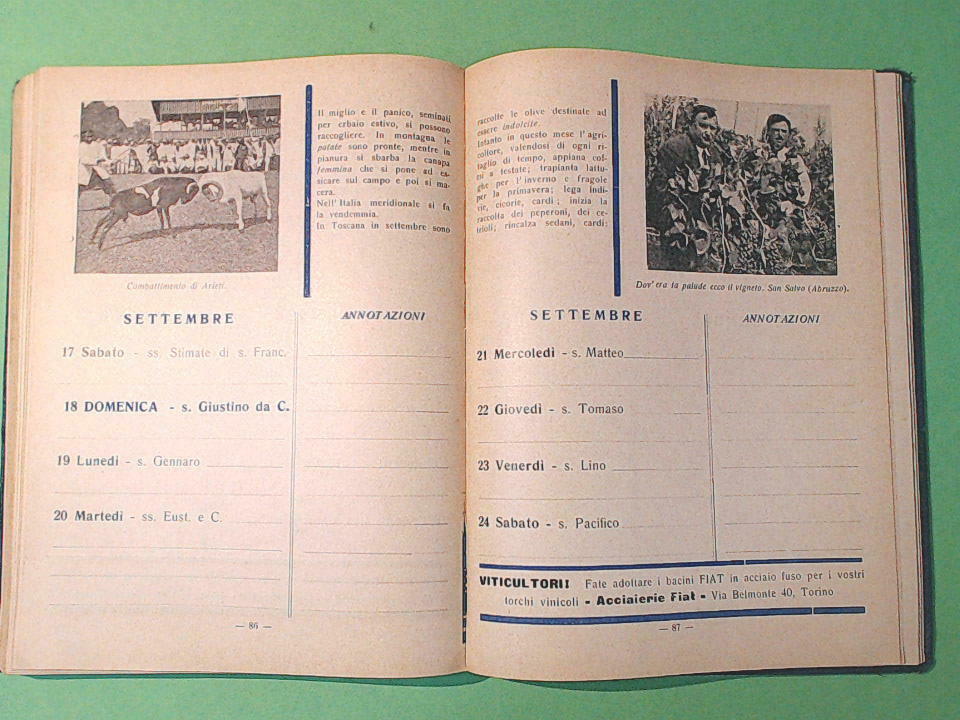 Il miglio e il panico, seminati
per erbaio estivo, si possono
raccogliere. In montagna le
patate sono pronte, mentre in
pianura si sbarba la canapa
femmina che si pone ad es-
sicare sul campo e poi si ma-
cera.
Nell'Italia meridionale si fa
la vendemmia.
In Toscana in settembre sono
Combattimento di Arieti.
SETTEMBRE
ANNOTAZIONI
17 Sabato - ss. Stimate di s. Franc.
18 DOMENICA - s. Giustino da C.
19 Lunedì - s. Gennaro
20 Martedì - ss. Eust. e C.
— 86 —
raccolte le olive destinate ad
essere indolcite.
Intanto in questo mese l'agri-
coltore, valendosi di ogni ri-
taglio di tempo, appiana col-
mi a testate; trapianta lattu-
ghe per l'inverno e fragole
per la primavera; lega indi-
vie, cicorie, cardi; inizia la
raccolta dei peperoni, dei ce-
trioli; rincalza sedani, cardi:
Dov'era la palude ecco il vigneto. San Salvo (Abruzzo).
SETTEMBRE
ANNOTAZIONI
21 Mercoledì - s. Matteo
22 Giovedì - s. Tomaso
23 Venerdì - s. Lino
24 Sabato - s. Pacifico
VITICULTORI! Fate adottare i bacini FIAT in acciaio fuso per i vostri
torchi vinicoli - Acciaierie Fiat - Via Belmonte 40, Torino
— 87 —